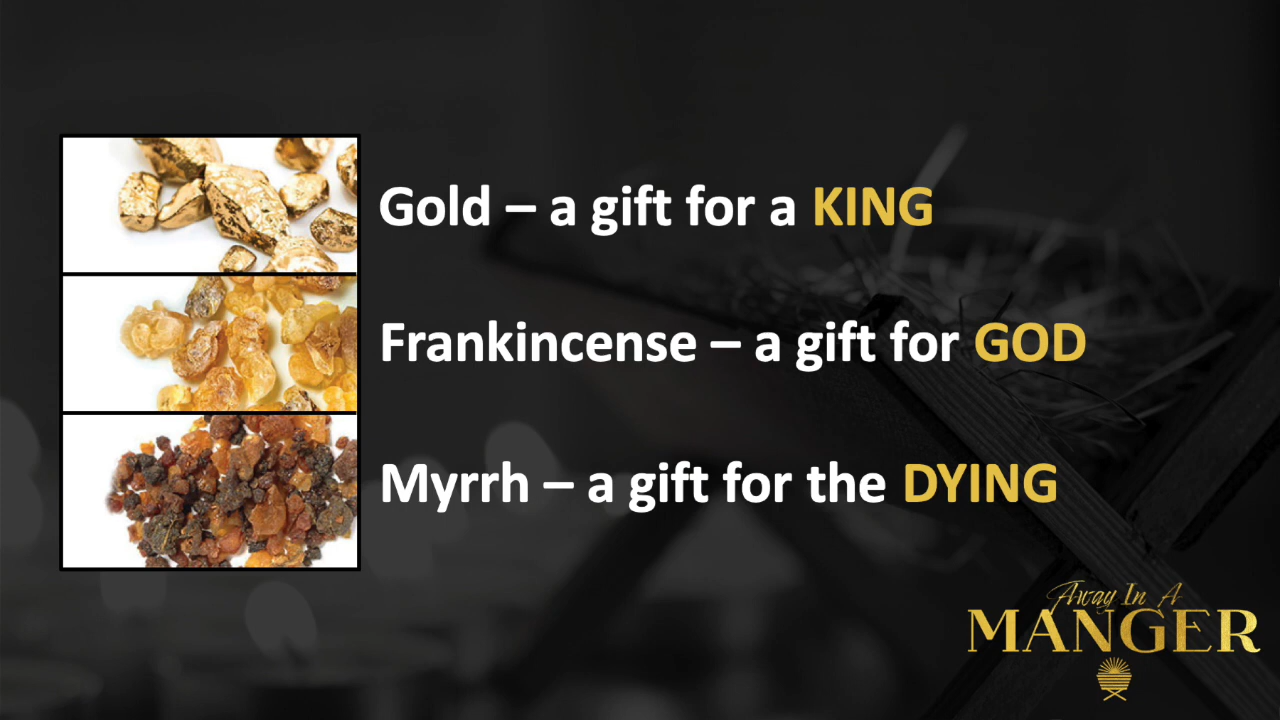 Gold – a gift for a KING
Frankincense – a gift for GOD
Myrrh – a gift for the DYING
Away In A
MANGER